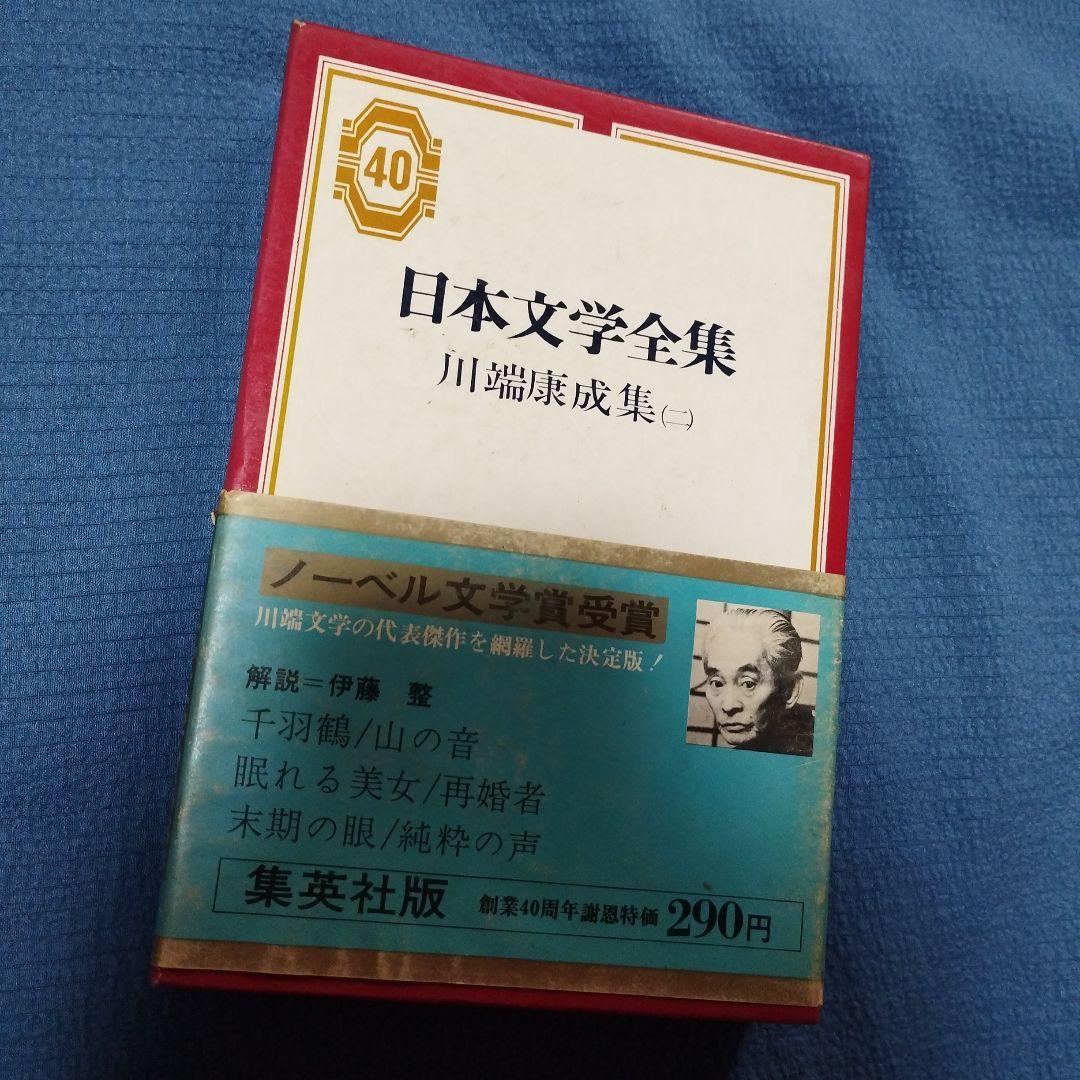 40
日本文学全集
川端康成集(二)
ノーベル文学賞受賞
川端文学の代表傑作を網羅した決定版!
解説=伊藤 整
千羽鶴/山の音
眠れる美女/再婚者
末期の眼/純粋の声
集英社版 創業40周年謝恩特価 290円